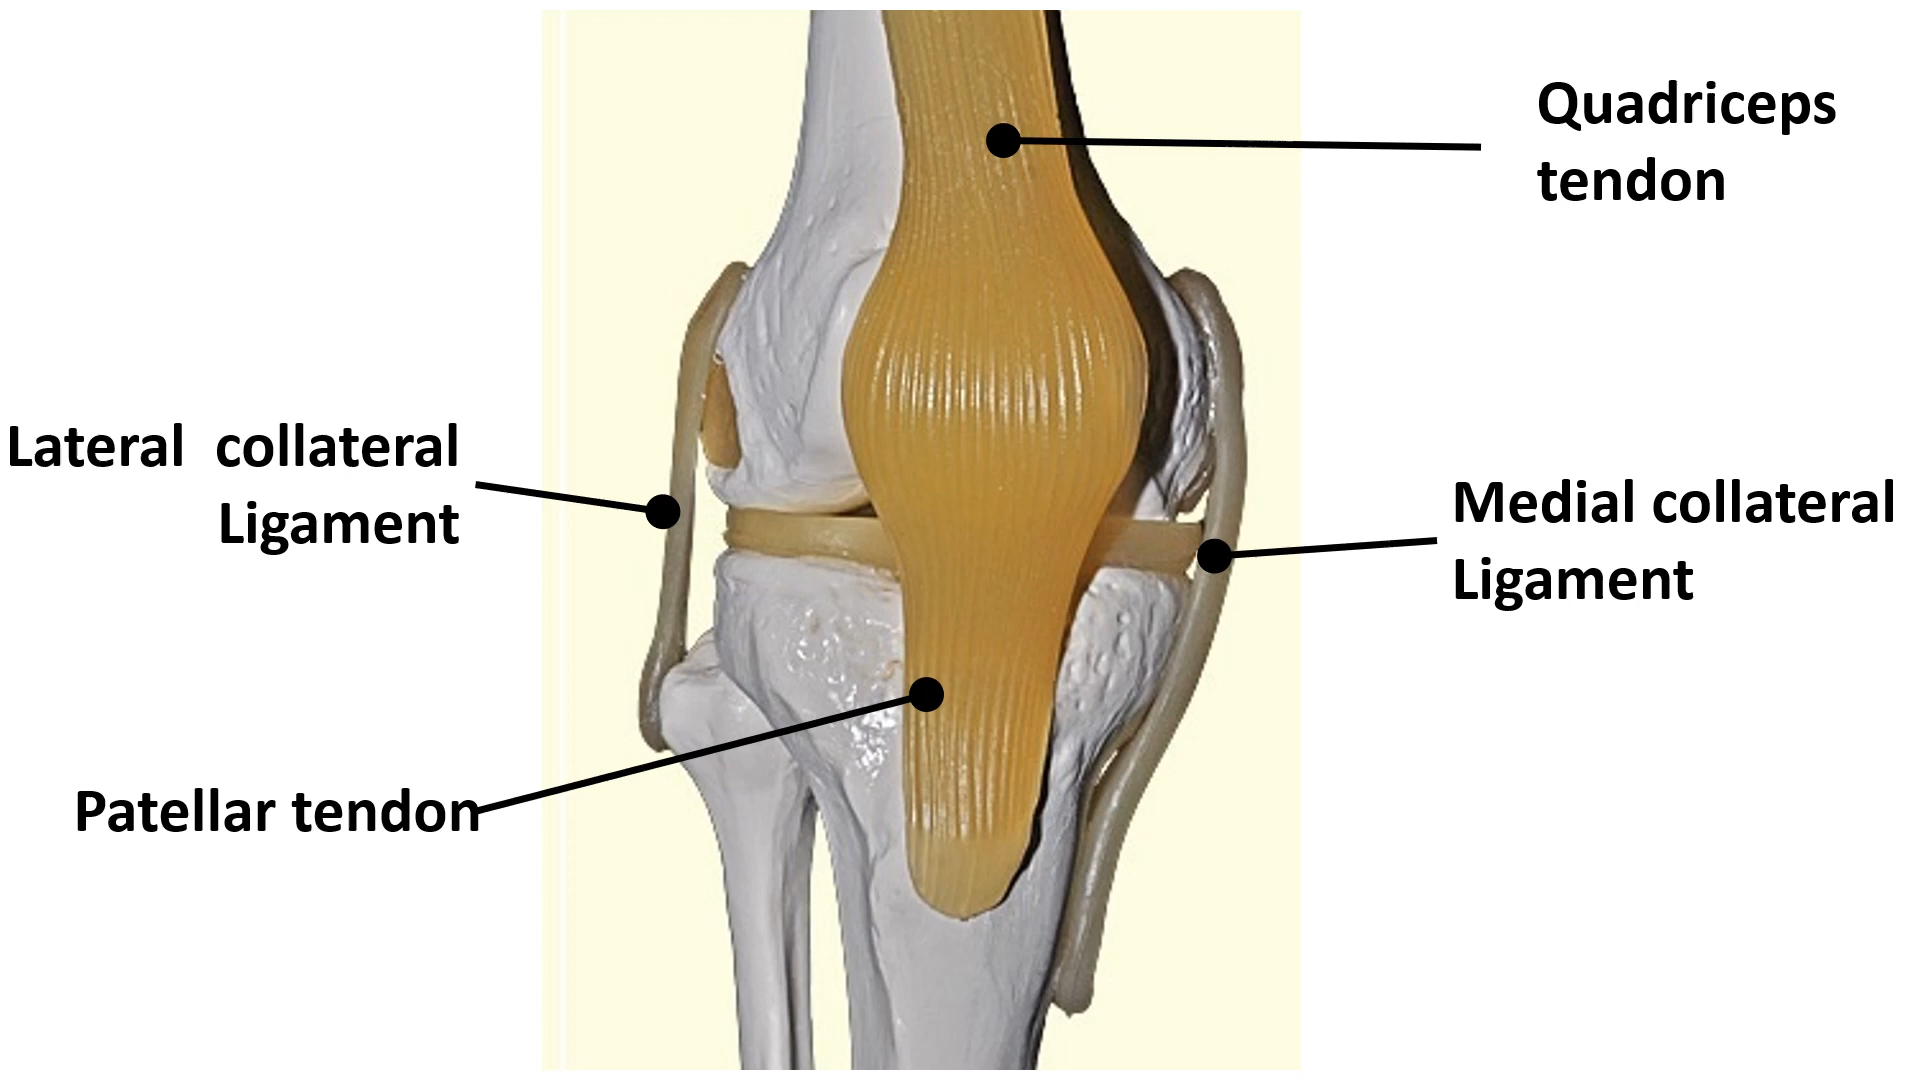 Quadriceps
tendon
Lateral  collateral
Ligament
Medial collateral
Ligament
Patellar tendon